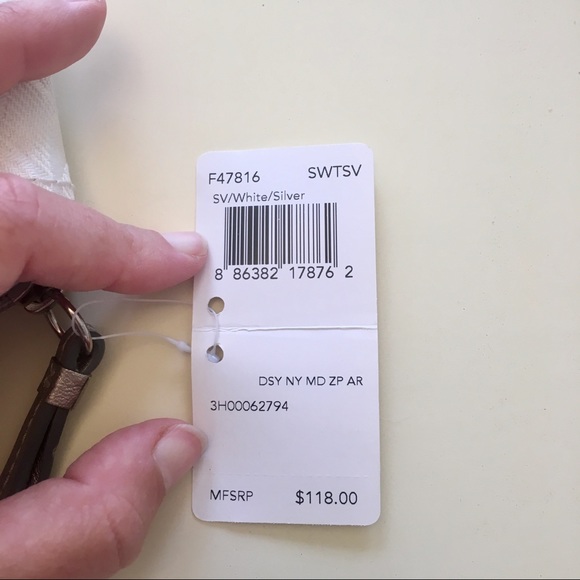 F47816 SWTSV
SV/White/Silver
8 86382 17876 2
DSY NY MD ZP AR
3H00062794
MFSRP $118.00